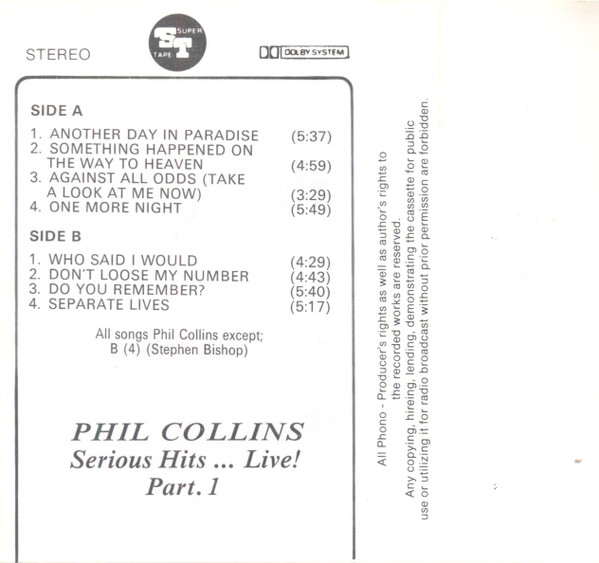 STEREO
SUPER
ST
TAPE
DOLBY SYSTEM
SIDE A
1. ANOTHER DAY IN PARADISE (5:37)
2. SOMETHING HAPPENED ON
THE WAY TO HEAVEN (4:59)
3. AGAINST ALL ODDS (TAKE
A LOOK AT ME NOW) (3:29)
4. ONE MORE NIGHT (5:49)
SIDE B
1. WHO SAID I WOULD (4:29)
2. DON'T LOOSE MY NUMBER (4:43)
3. DO YOU REMEMBER? (5:40)
4. SEPARATE LIVES (5:17)
All songs Phil Collins except;
B (4) (Stephen Bishop)
PHIL COLLINS
Serious Hits ... Live!
Part. 1
All Phono - Producer's rights as well as author's rights to
the recorded works are reserved.
Any copying, hireing, lending, demonstrating the cassette for public
use or utilizing it for radio broadcast without prior permission are forbidden.